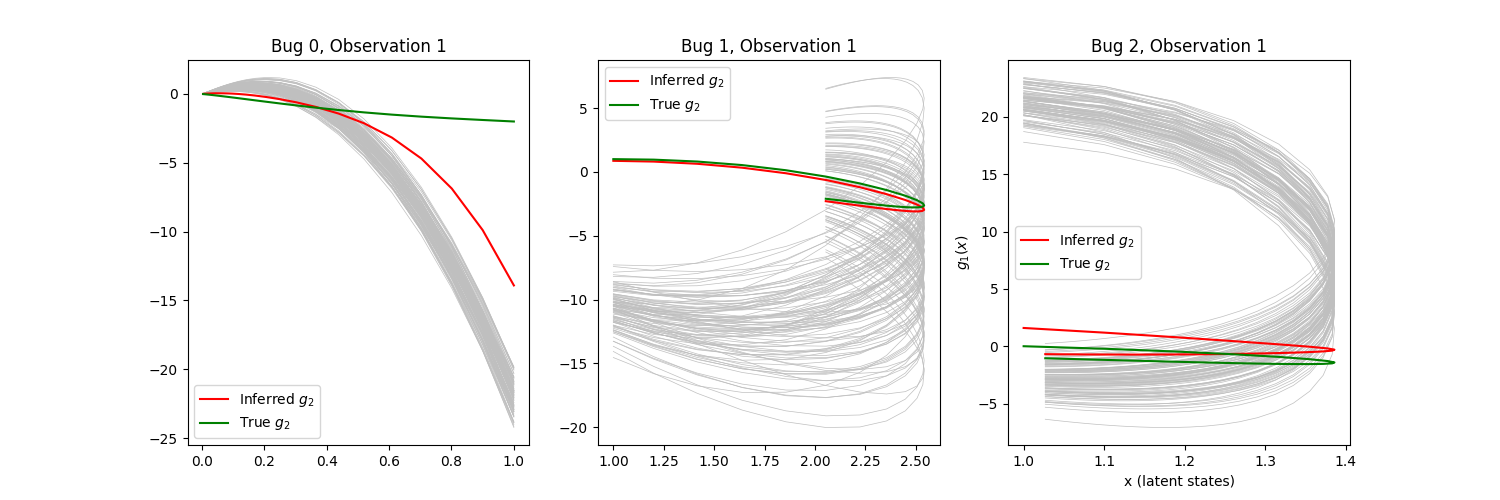 Bug 0, Observation 1
0
−5
−10
−15
−20
−25
0.0 0.2 0.4 0.6 0.8 1.0
Inferred g₂
True g₂
Bug 1, Observation 1
5
0
−5
−10
−15
−20
1.00 1.25 1.50 1.75 2.00 2.25 2.50
Inferred g₂
True g₂
Bug 2, Observation 1
g₁(x)
20
15
10
5
0
−5
1.0 1.1 1.2 1.3 1.4
x (latent states)
Inferred g₂
True g₂